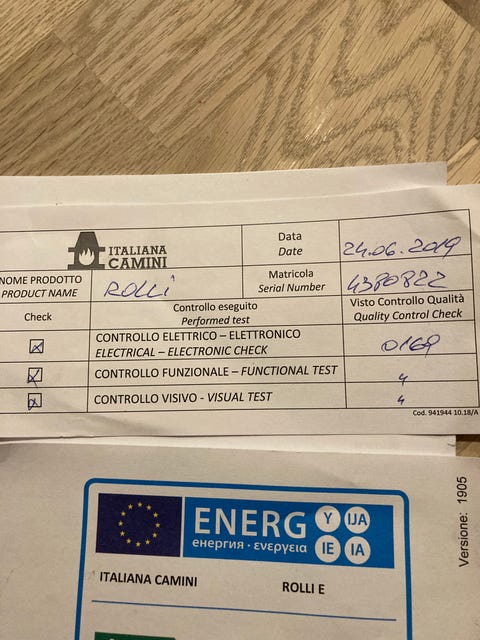 ITALIANA
CAMINI
Data
Date
24.06.2019
NOME PRODOTTO
PRODUCT NAME
ROLLI
Matricola
Serial Number
4380822
Check
Controllo eseguito
Performed test
Visto Controllo Qualità
Quality Control Check
CONTROLLO ELETTRICO – ELETTRONICO
ELECTRICAL – ELECTRONIC CHECK
0169
CONTROLLO FUNZIONALE – FUNCTIONAL TEST
CONTROLLO VISIVO - VISUAL TEST
Cod. 941944 10.18/A
Versione: 1905
ENERG
Y IJA
IE IA
енергия · ενεργεια
ITALIANA CAMINI ROLLI E